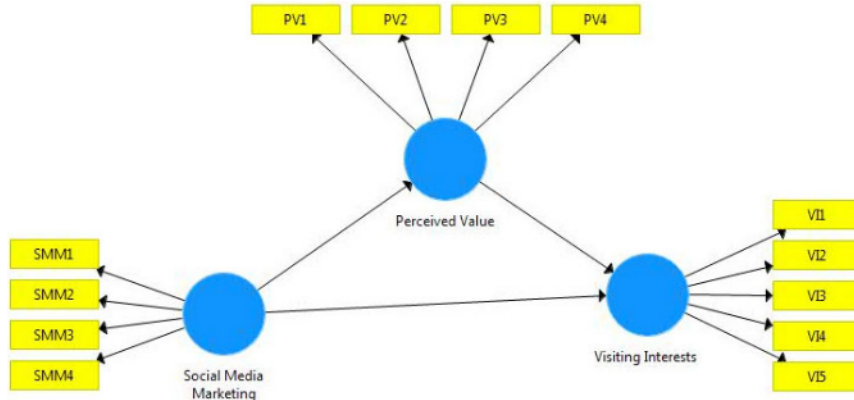 PV1
PV2
PV3
PV4
Perceived Value
SMM1
SMM2
SMM3
SMM4
Social Media
Marketing
VI1
VI2
VI3
VI4
VI5
Visiting Interests